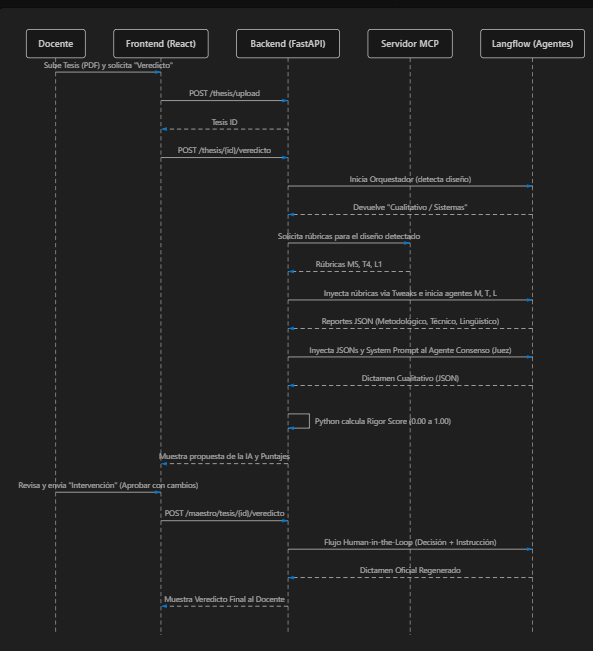 Docente
Frontend (React)
Backend (FastAPI)
Servidor MCP
Langflow (Agentes)
Sube Tesis (PDF) y solicita "Veredicto"
POST /thesis/upload
Tesis ID
POST /thesis/{id}/veredicto
Inicia Orquestador (detecta diseño)
Devuelve "Cualitativo / Sistemas"
Solicita rúbricas para el diseño detectado
Rúbricas M5, T4, L1
Inyecta rúbricas vía Tweaks e inicia agentes M, T, L
Reportes JSON (Metodológico, Técnico, Lingüístico)
Inyecta JSONs y System Prompt al Agente Consenso (Juez)
Dictamen Cualitativo (JSON)
Python calcula Rigor Score (0.00 a 1.00)
Muestra propuesta de la IA y Puntajes
Revisa y envía "Intervención" (Aprobar con cambios)
POST /maestro/tesis/{id}/veredicto
Flujo Human-in-the-Loop (Decisión + Instrucción)
Dictamen Oficial Regenerado
Muestra Veredicto Final al Docente